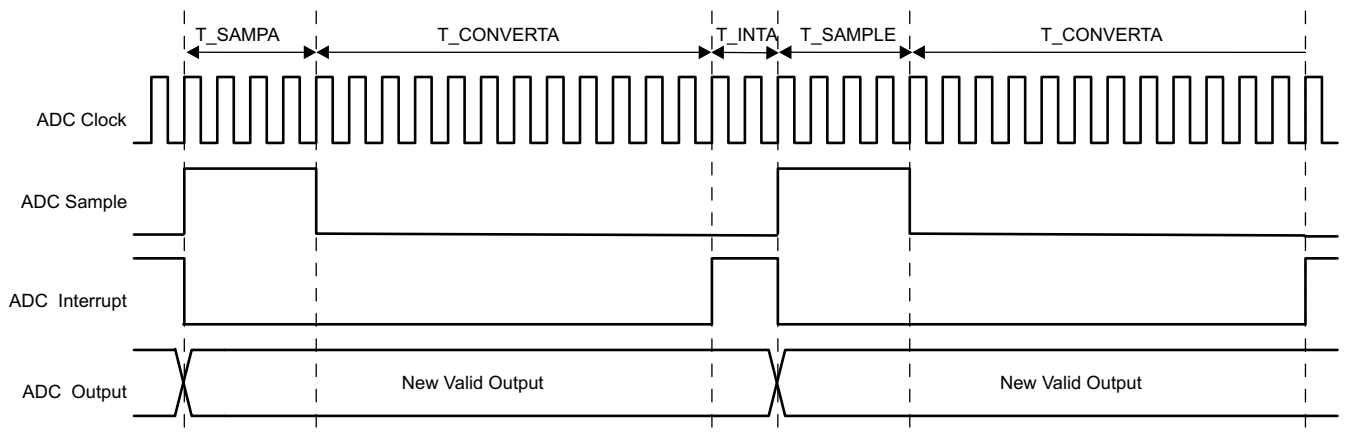 T_SAMPA T_CONVERTA T_INTA T_SAMPLE T_CONVERTA
ADC Clock
ADC Sample
ADC Interrupt
ADC Output New Valid Output New Valid Output